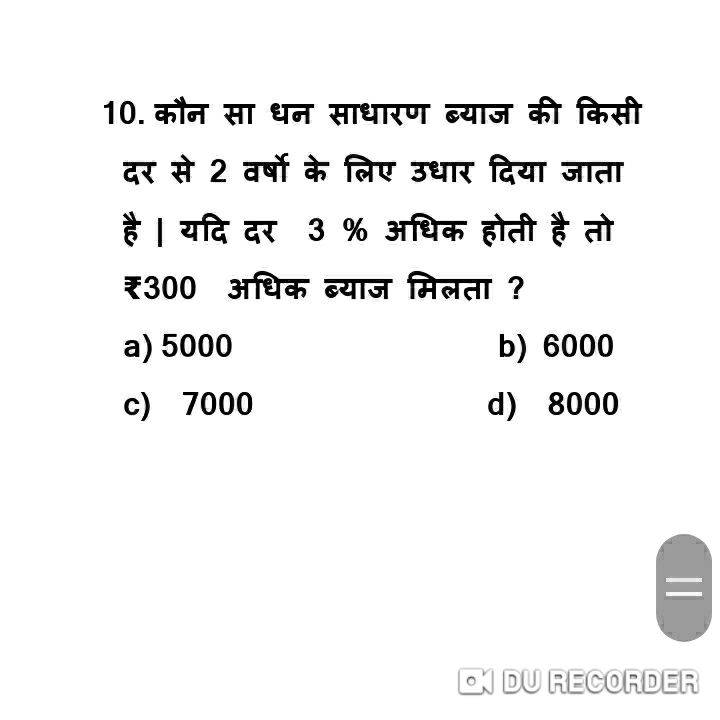 10. कौन सा धन साधारण ब्याज की किसी
दर से 2 वर्षो के लिए उधार दिया जाता
है | यदि दर 3 % अधिक होती है तो
₹300 अधिक ब्याज मिलता ?
a) 5000 b) 6000
c) 7000 d) 8000
DU RECORDER